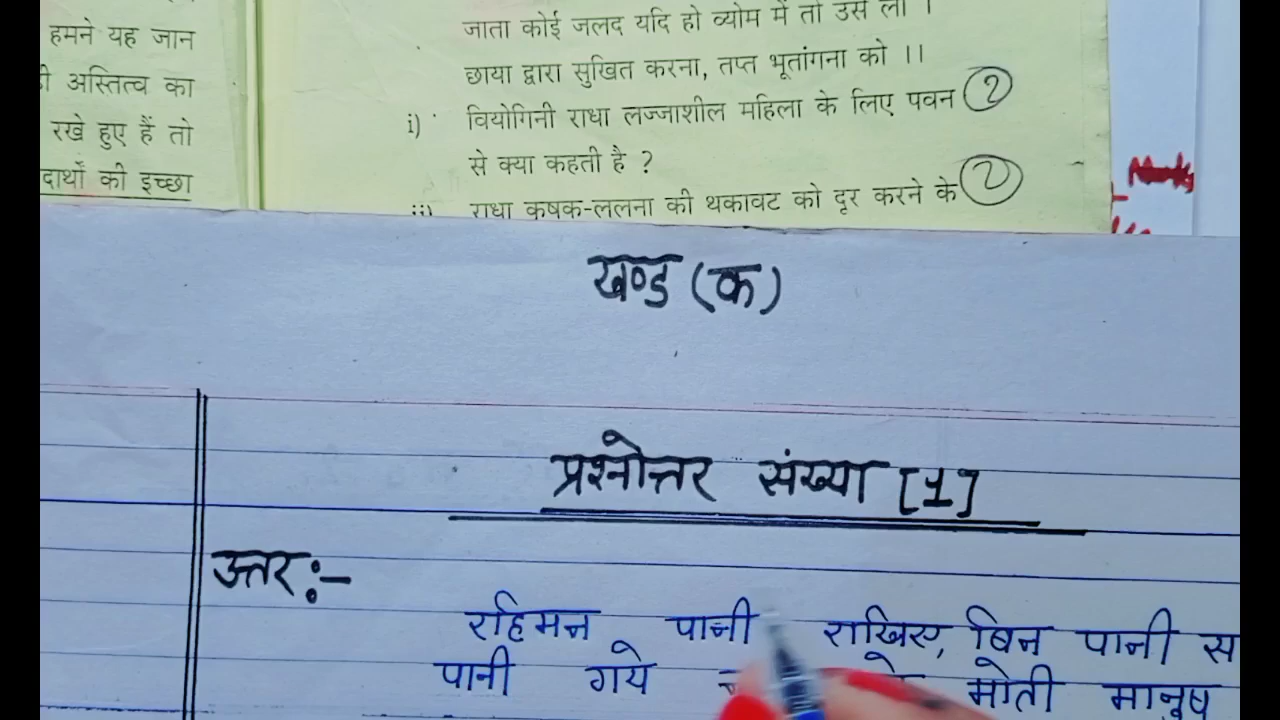 हमने यह जान
अस्तित्व का
रखे हुए हैं तो
दार्थों की इच्छा
जाता कोई जलद यदि हो व्योम में तो उसे ला ।
छाया द्वारा सुखित करना, तप्त भूतांगना को ।।
i) वियोगिनी राधा लज्जाशील महिला के लिए पवन 2
से क्या कहती है ?
ii) राधा कृषक-ललना की थकावट को दूर करने के 2
खण्ड (क)
प्रश्नोत्तर संख्या [1]
उत्तर:-
रहिमन पानी राखिए, बिन पानी स
पानी गये मोती मानूष